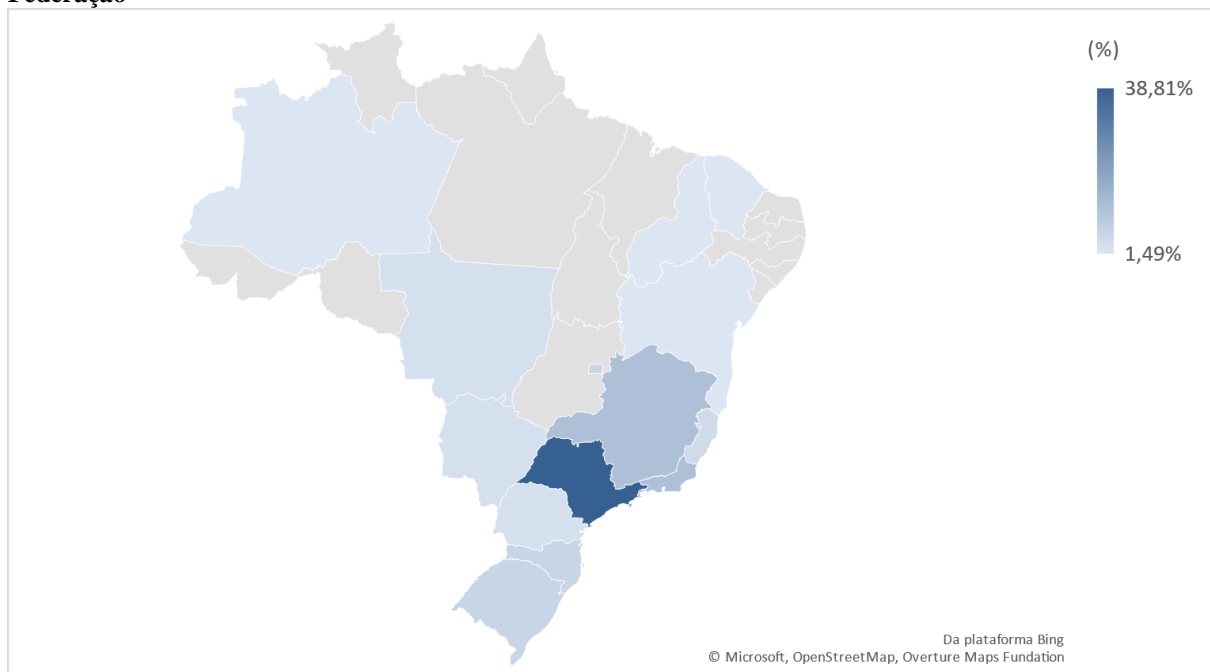 Federação
(%)
38,81%
1,49%
Da plataforma Bing
© Microsoft, OpenStreetMap, Overture Maps Fundation